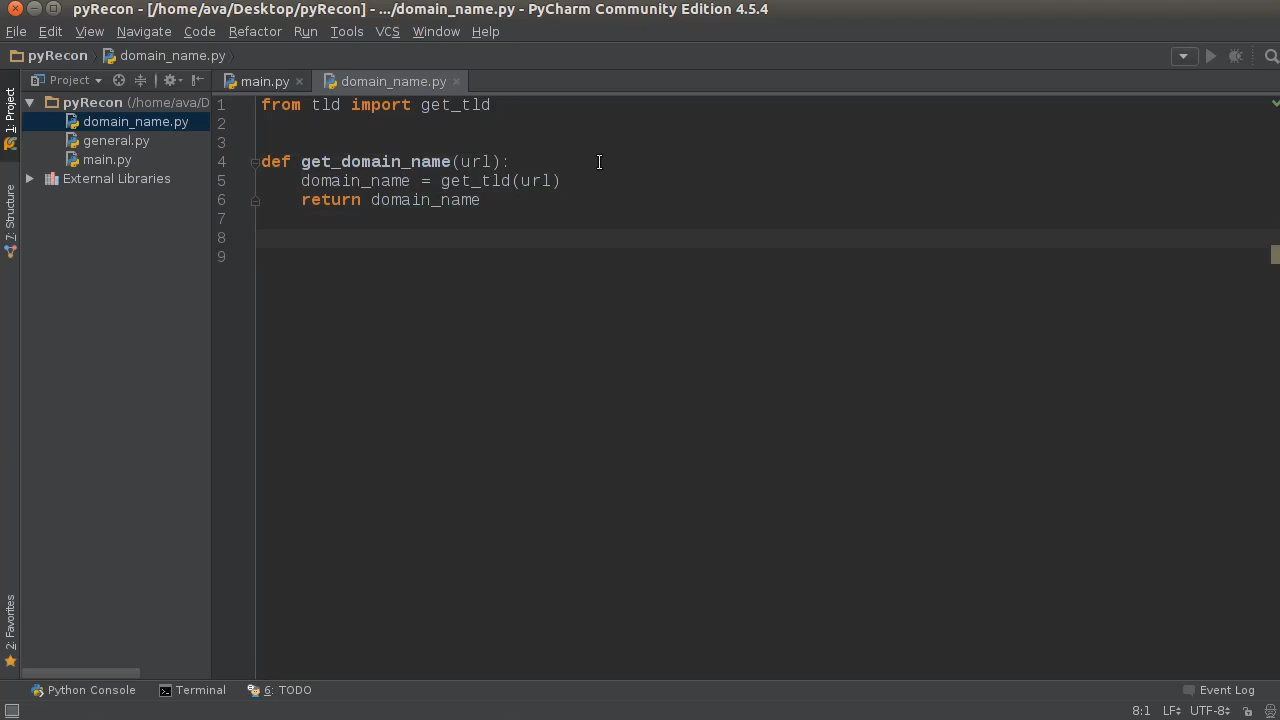 pyRecon - [/home/ava/Desktop/pyRecon] - .../domain_name.py - PyCharm Community Edition 4.5.4
File Edit View Navigate Code Refactor Run Tools VCS Window Help
pyRecon domain_name.py
Project
main.py domain_name.py
1: Project
7: Structure
2: Favorites
pyRecon (/home/ava/D
domain_name.py
general.py
main.py
External Libraries
1 from tld import get_tld
2
3
4 def get_domain_name(url):
5 domain_name = get_tld(url)
6 return domain_name
7
8
9
Python Console Terminal 6: TODO Event Log
8:1 LF UTF-8